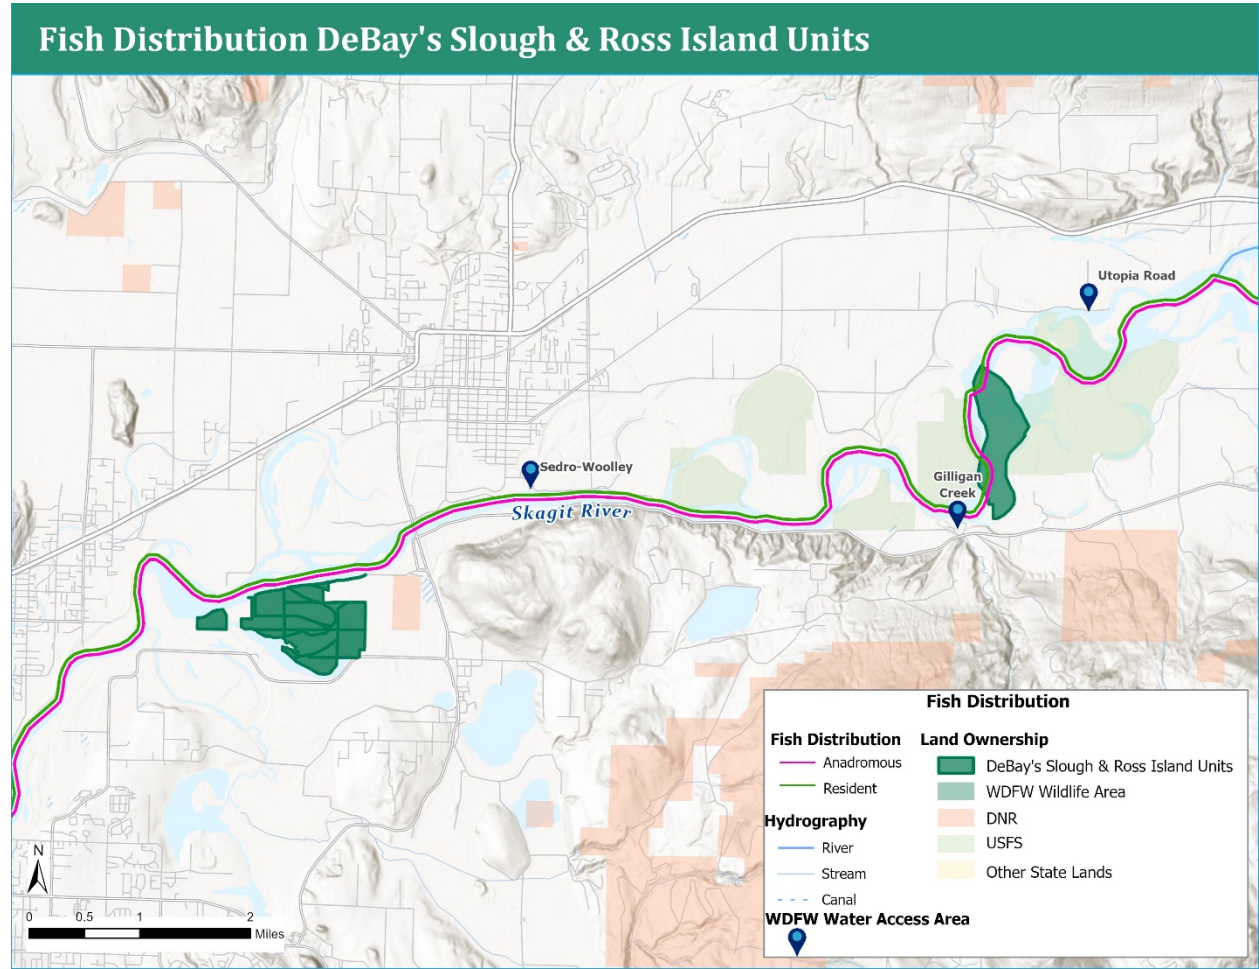 Fish Distribution DeBay's Slough & Ross Island Units
Utopia Road
Sedro-Woolley
Gilligan
Creek
Skagit River
Fish Distribution
Fish Distribution
Anadromous
Resident
Hydrography
River
Stream
Canal
WDFW Water Access Area
Land Ownership
DeBay's Slough & Ross Island Units
WDFW Wildlife Area
DNR
USFS
Other State Lands
N
0 0.5 1 2
Miles